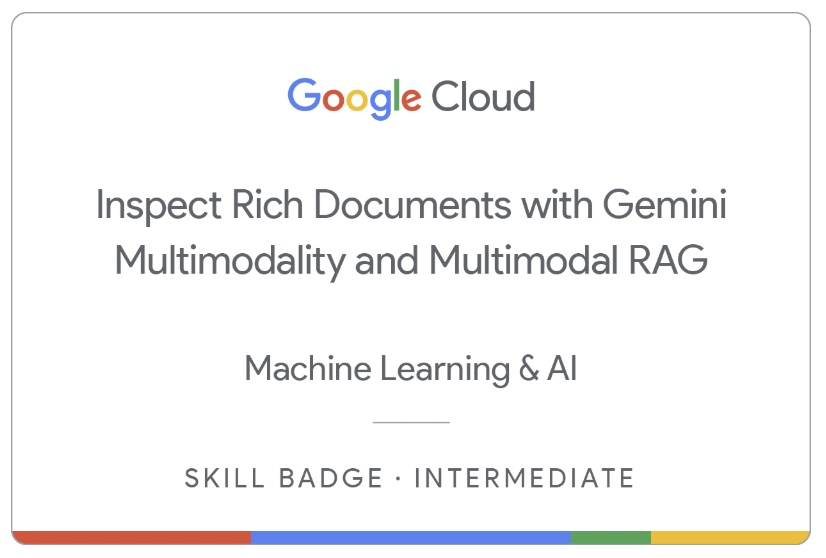 Google Cloud
Inspect Rich Documents with Gemini
Multimodality and Multimodal RAG
Machine Learning & AI
SKILL BADGE · INTERMEDIATE